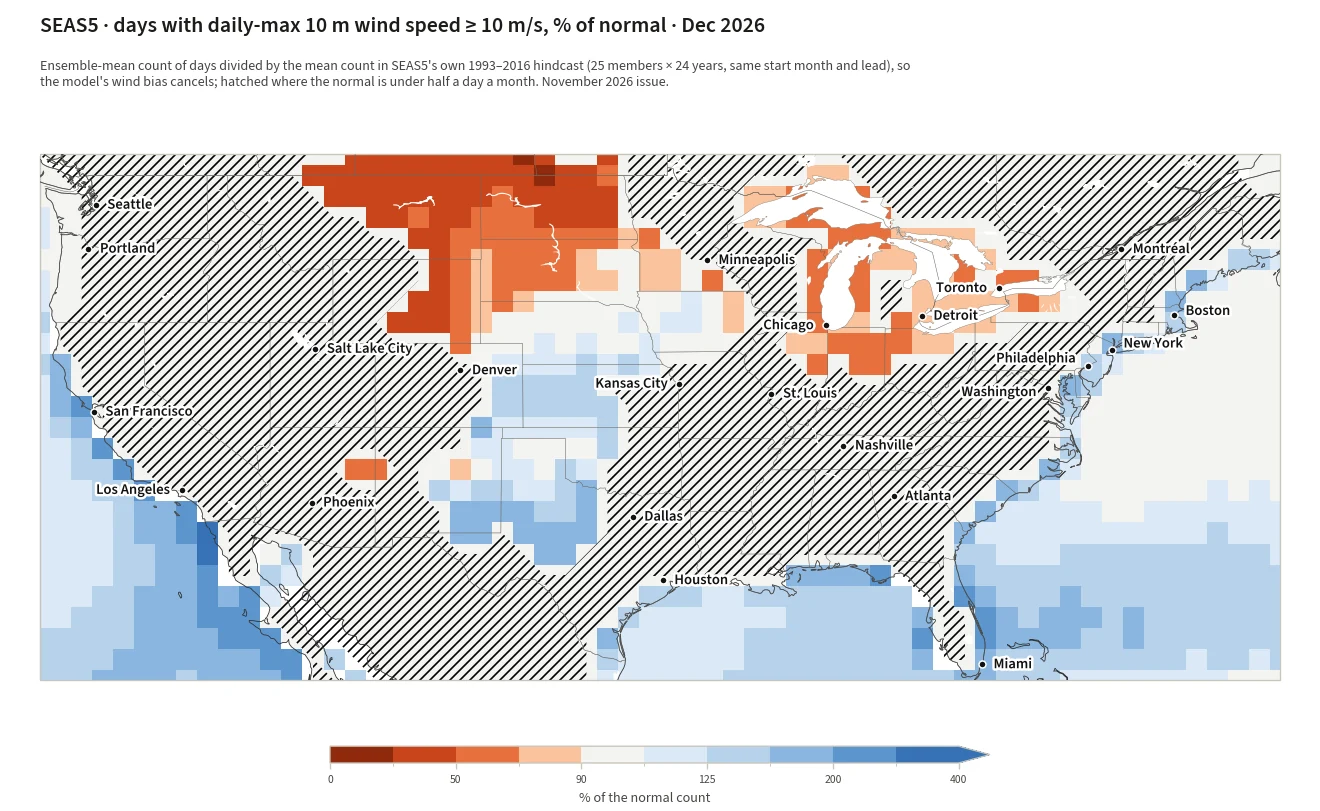 SEAS5 · days with daily-max 10 m wind speed ≥ 10 m/s, % of normal · Dec 2026
Ensemble-mean count of days divided by the mean count in SEAS5's own 1993–2016 hindcast (25 members × 24 years, same start month and lead), so
the model's wind bias cancels; hatched where the normal is under half a day a month. November 2026 issue.
Seattle
Portland
Montréal
Minneapolis
Toronto
Boston
Detroit
Chicago
New York
Salt Lake City
Philadelphia
Denver
Kansas City
St. Louis
Washington
San Francisco
Nashville
Los Angeles
Atlanta
Phoenix
Dallas
Houston
Miami
0
50
90
125
200
400
% of the normal count